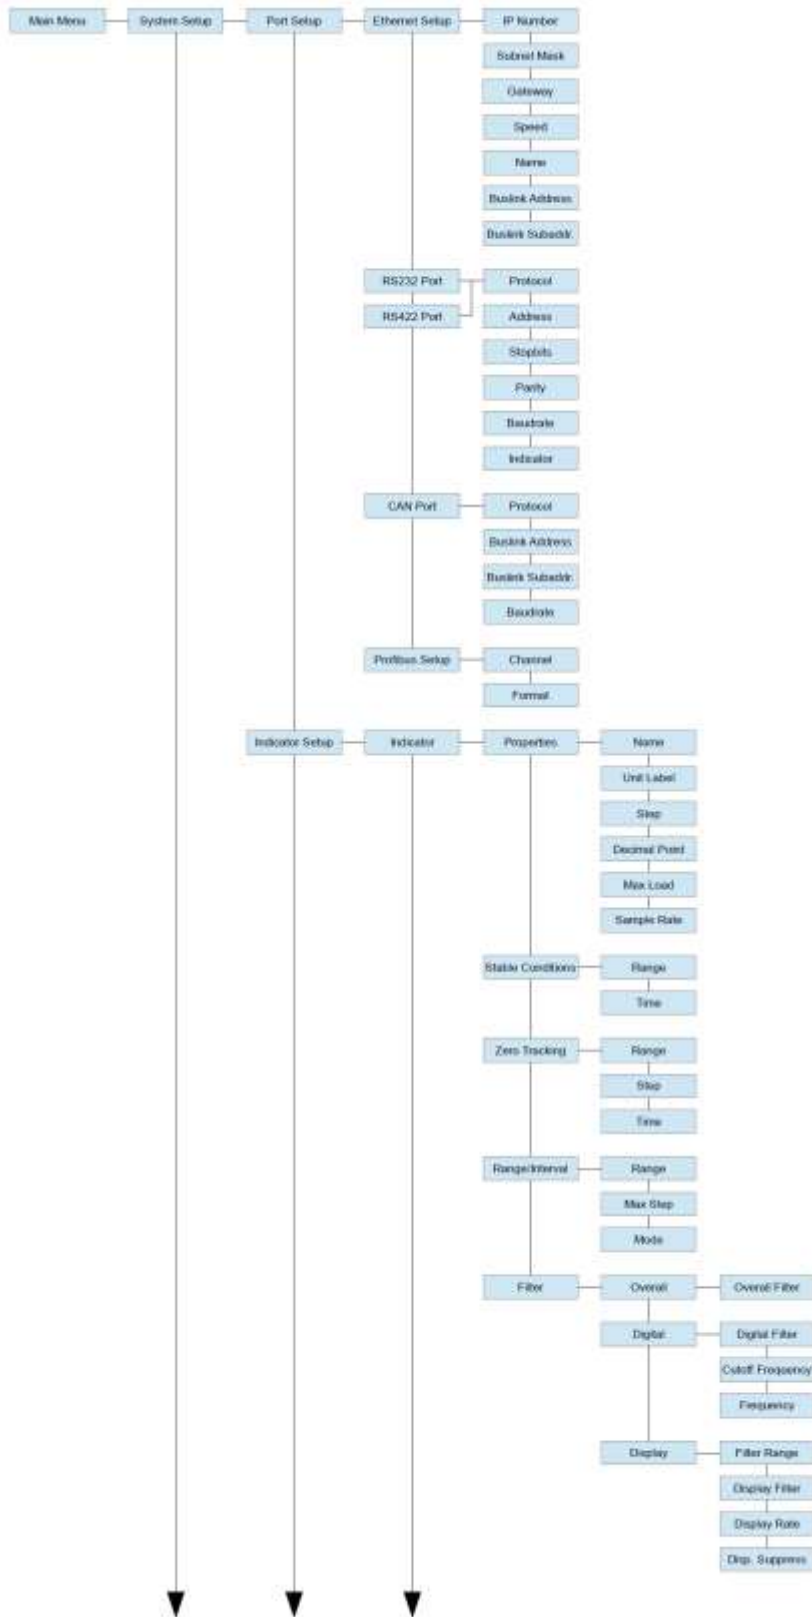 Main Menu
System Setup
Port Setup
Ethernet Setup
IP Number
Subnet Mask
Gateway
Speed
Name
Buslink Address
Buslink Subaddr.
RS232 Port
Protocol
RS422 Port
Address
Stopbits
Parity
Baudrate
Indicator
CAN Port
Protocol
Buslink Address
Buslink Subaddr.
Baudrate
Profibus Setup
Channel
Format
Indicator Setup
Indicator
Properties
Name
Unit Label
Step
Decimal Point
Max Load
Sample Rate
Stable Conditions
Range
Time
Zero Tracking
Range
Step
Time
Range/Interval
Range
Max Step
Mode
Filter
Overall
Overall Filter
Digital
Digital Filter
Cutoff Frequency
Frequency
Display
Filter Range
Display Filter
Display Rate
Disp. Suppress